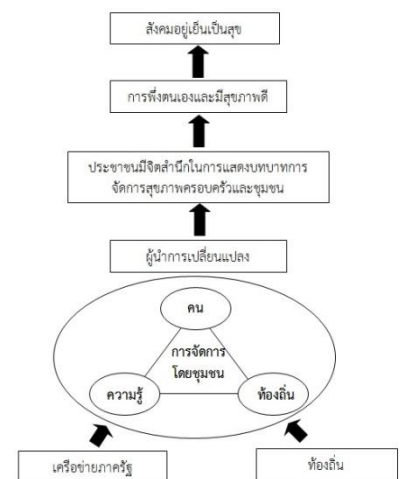 สังคมอยู่เย็นเป็นสุข
การพึ่งตนเองและมีสุขภาพดี
ประชาชนมีจิตสำนึกในการแสดงบทบาทการ
จัดการสุขภาพครอบครัวและชุมชน
ผู้นำการเปลี่ยนแปลง
คน
การจัดการ
โดยชุมชน
ความรู้
ท้องถิ่น
เครือข่ายภาครัฐ
ท้องถิ่น